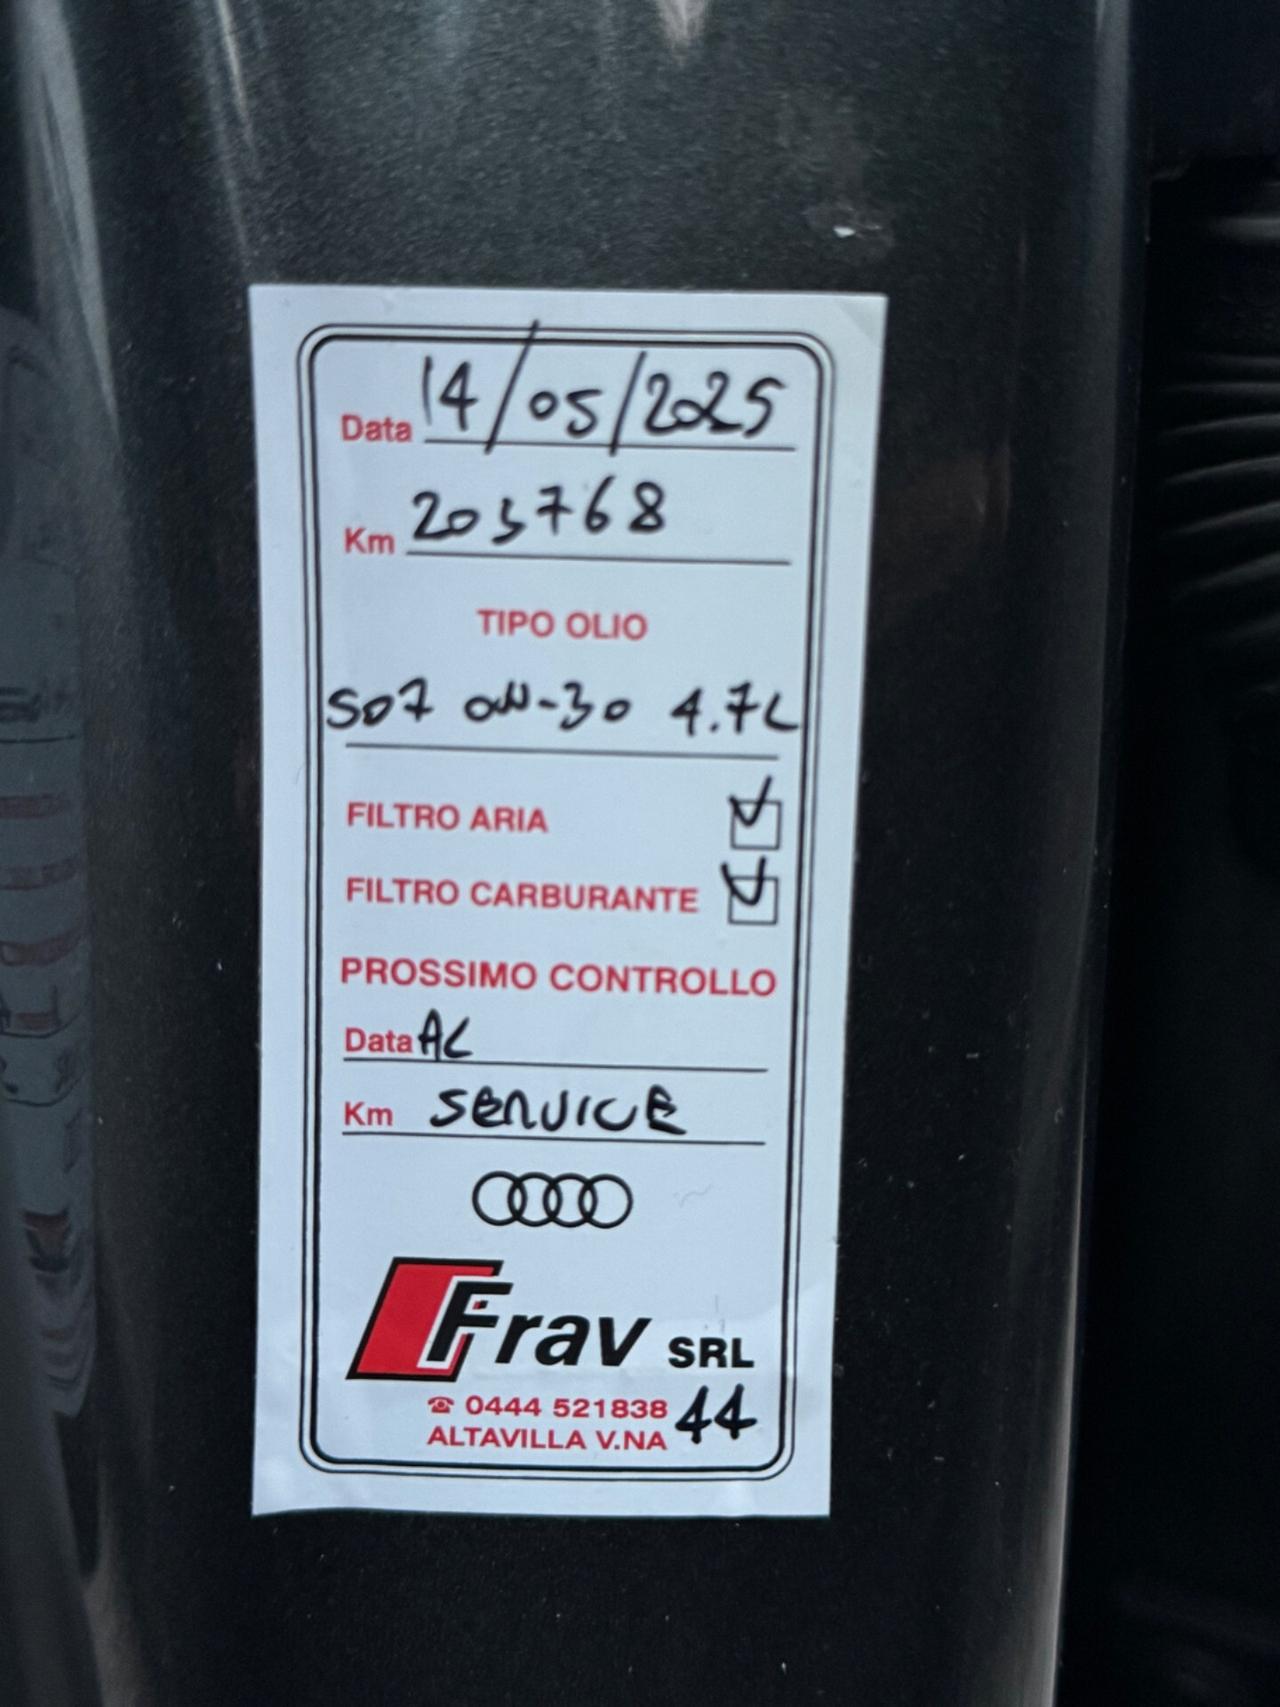 Data 14/05/2025
Km 203768
TIPO OLIO
507 0W-30 4.7L
FILTRO ARIA
FILTRO CARBURANTE
PROSSIMO CONTROLLO
Data AL
Km SERVICE
Frav SRL
☎ 0444 521838
ALTAVILLA V.NA 44